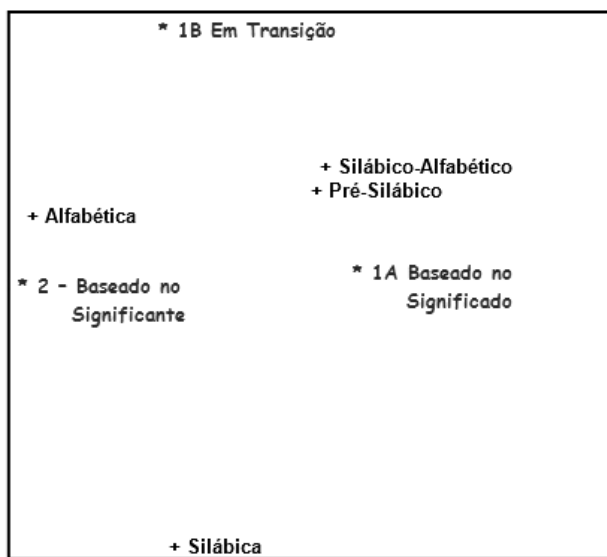 * 1B Em Transição
+ Silábico-Alfabético
+ Pré-Silábico
+ Alfabética
* 1A Baseado no
Significado
* 2 - Baseado no
Significante
+ Silábica